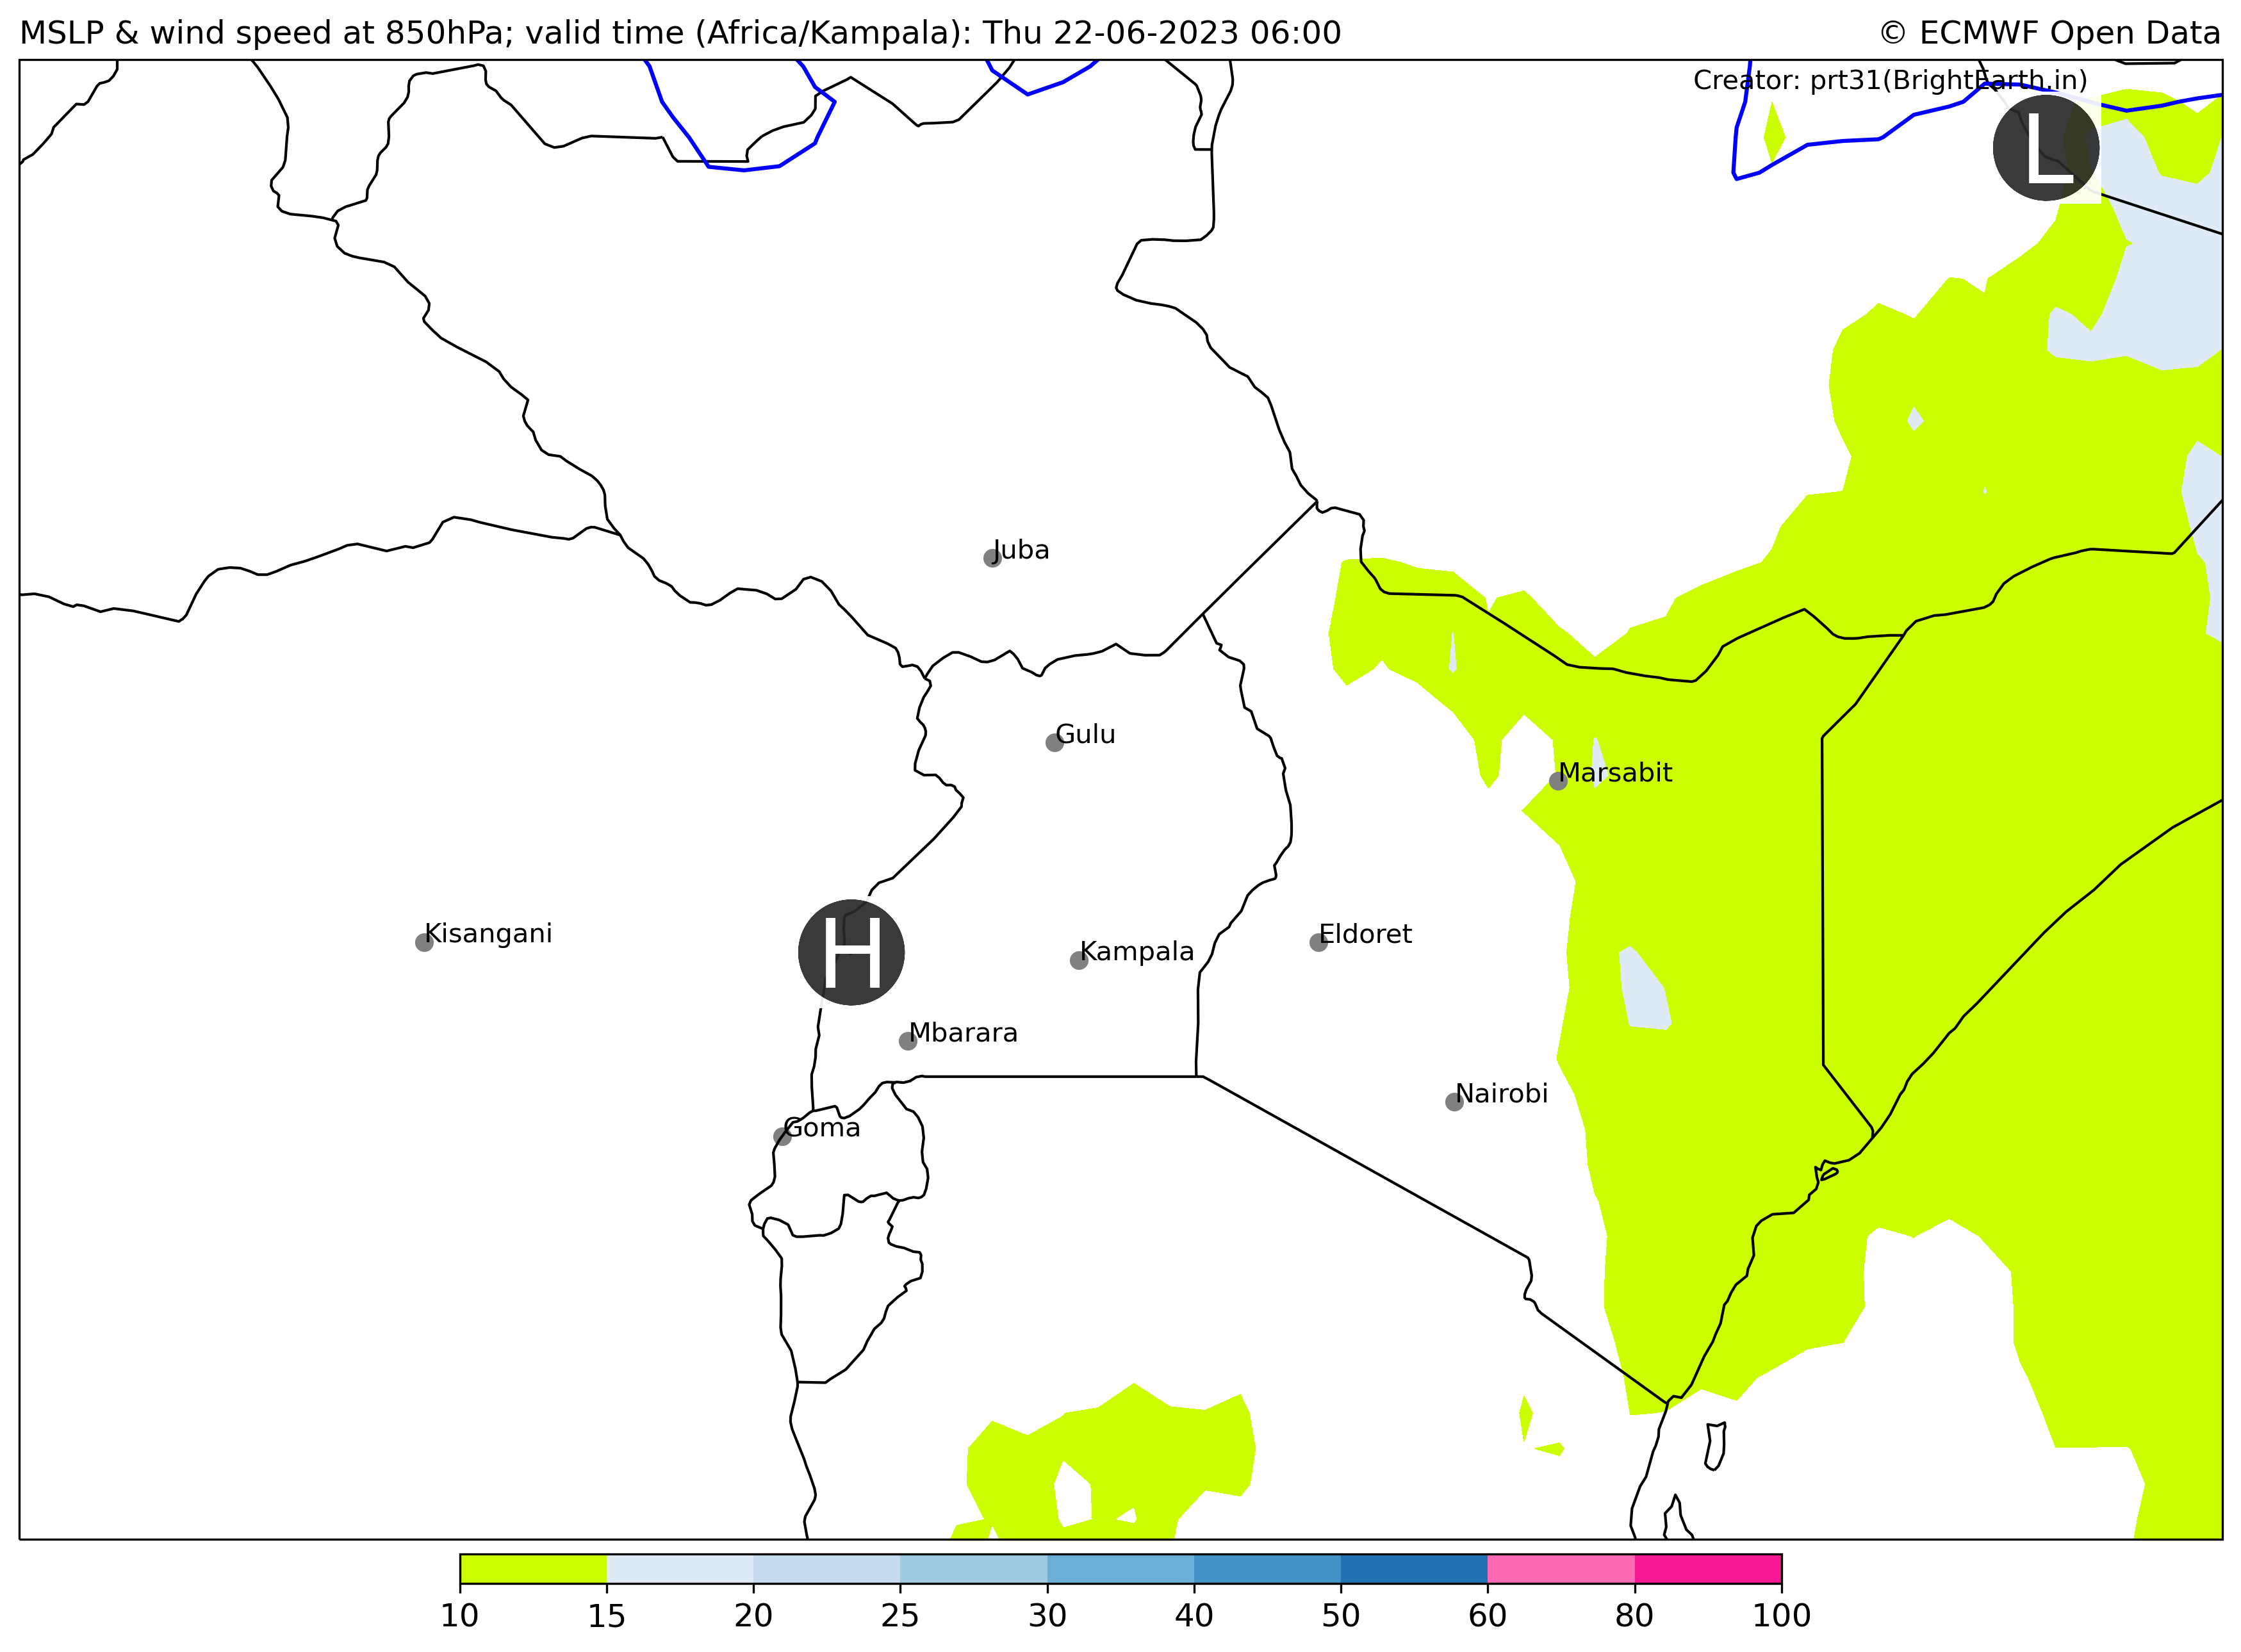 MSLP & wind speed at 850hPa; valid time (Africa/Kampala): Thu 22-06-2023 06:00
© ECMWF Open Data
Creator: prt31(BrightEarth.in)
L
Juba
Gulu
Marsabit
Kisangani
H
Kampala
Eldoret
Mbarara
Nairobi
Goma
10 15 20 25 30 40 50 60 80 100